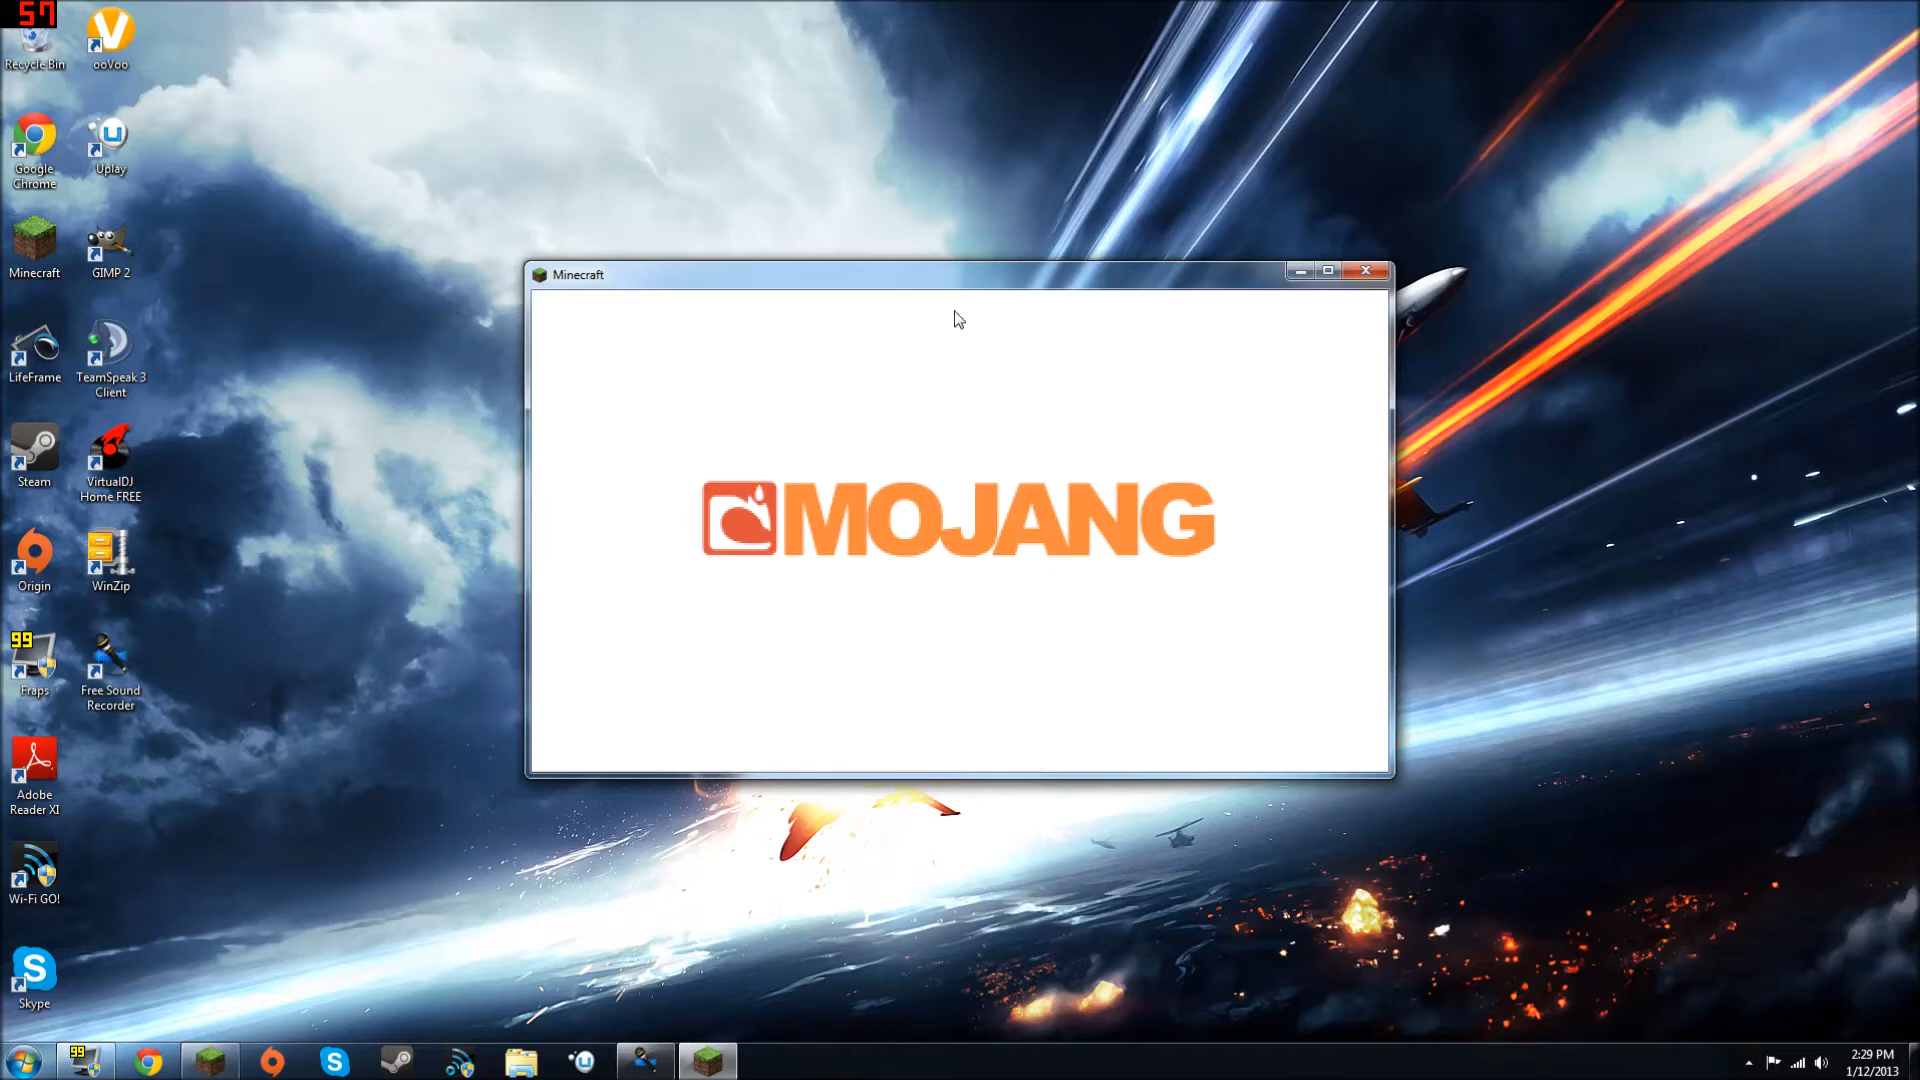 57
Recycle Bin
ooVoo
Google
Chrome
Uplay
Minecraft
GIMP 2
LifeFrame
TeamSpeak 3
Client
Steam
VirtualDJ
Home FREE
Origin
WinZip
99
Fraps
Free Sound
Recorder
Adobe
Reader XI
Wi-Fi GO!
Skype
Minecraft
MOJANG
99
2:29 PM
1/12/2013